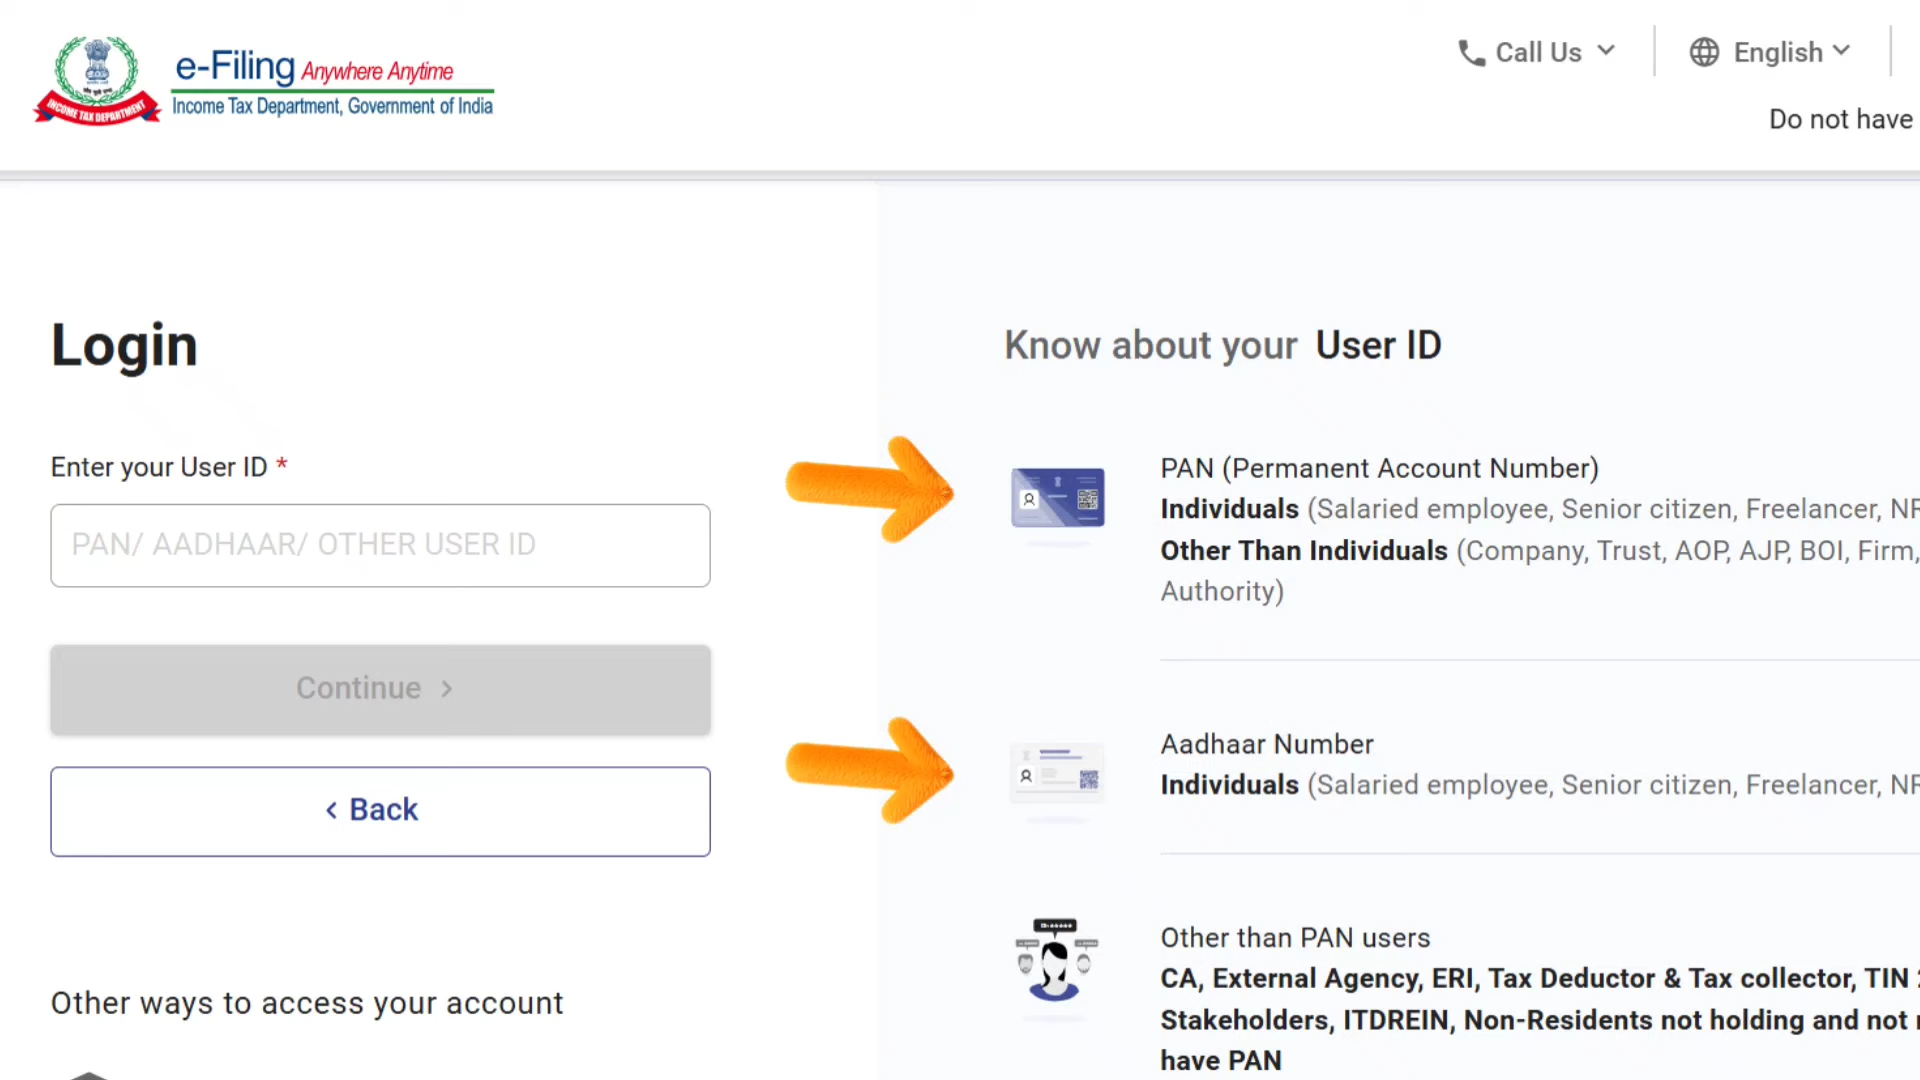 INCOME TAX DEPARTMENT
e-Filing Anywhere Anytime
Income Tax Department, Government of India
Call Us
English
Do not have
Login
Enter your User ID *
PAN/ AADHAAR/ OTHER USER ID
Continue >
< Back
Other ways to access your account
Know about your User ID
PAN (Permanent Account Number)
Individuals (Salaried employee, Senior citizen, Freelancer,
Other Than Individuals (Company, Trust, AOP, AJP, BOI, Firm,
Authority)
Aadhaar Number
Individuals (Salaried employee, Senior citizen, Freelancer,
Other than PAN users
CA, External Agency, ERI, Tax Deductor & Tax collector, TIN
Stakeholders, ITDREIN, Non-Residents not holding and not
have PAN